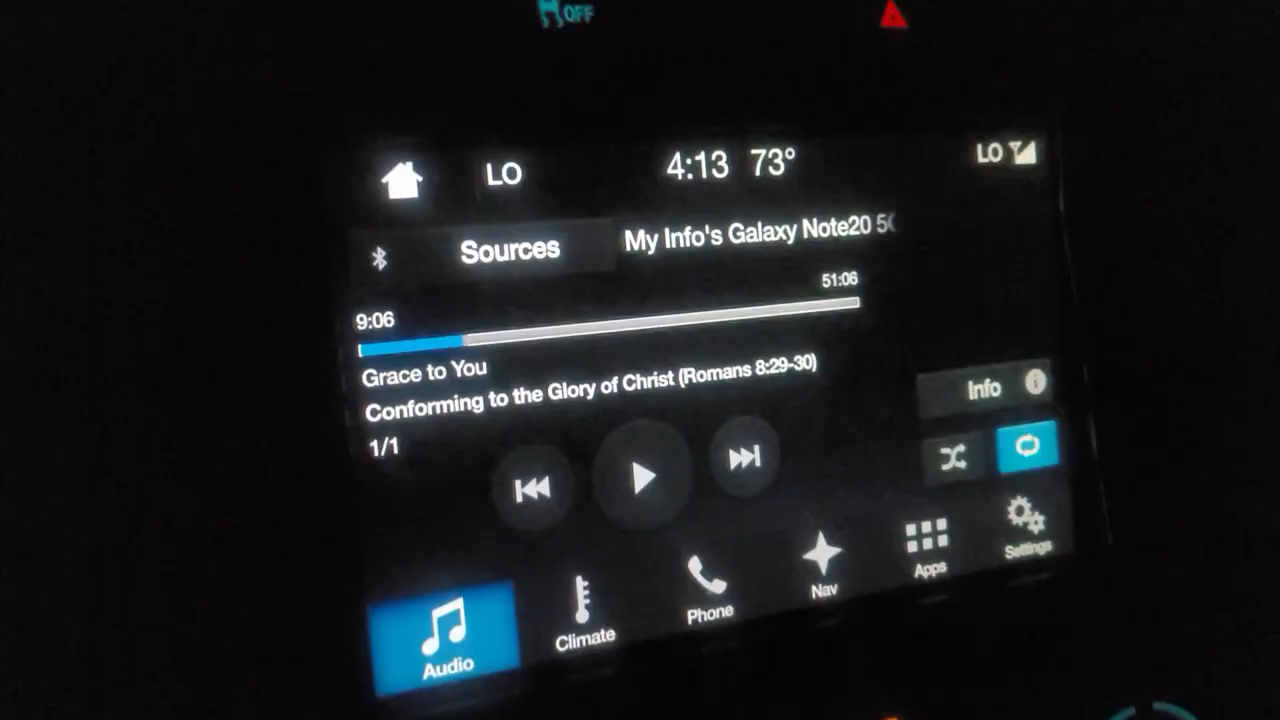 OFF
LO 4:13 73° LO
Sources My Info's Galaxy Note20 5
51:06
9:06
Grace to You
Conforming to the Glory of Christ (Romans 8:29-30)
1/1
Info
Audio Climate Phone Nav Apps Settings